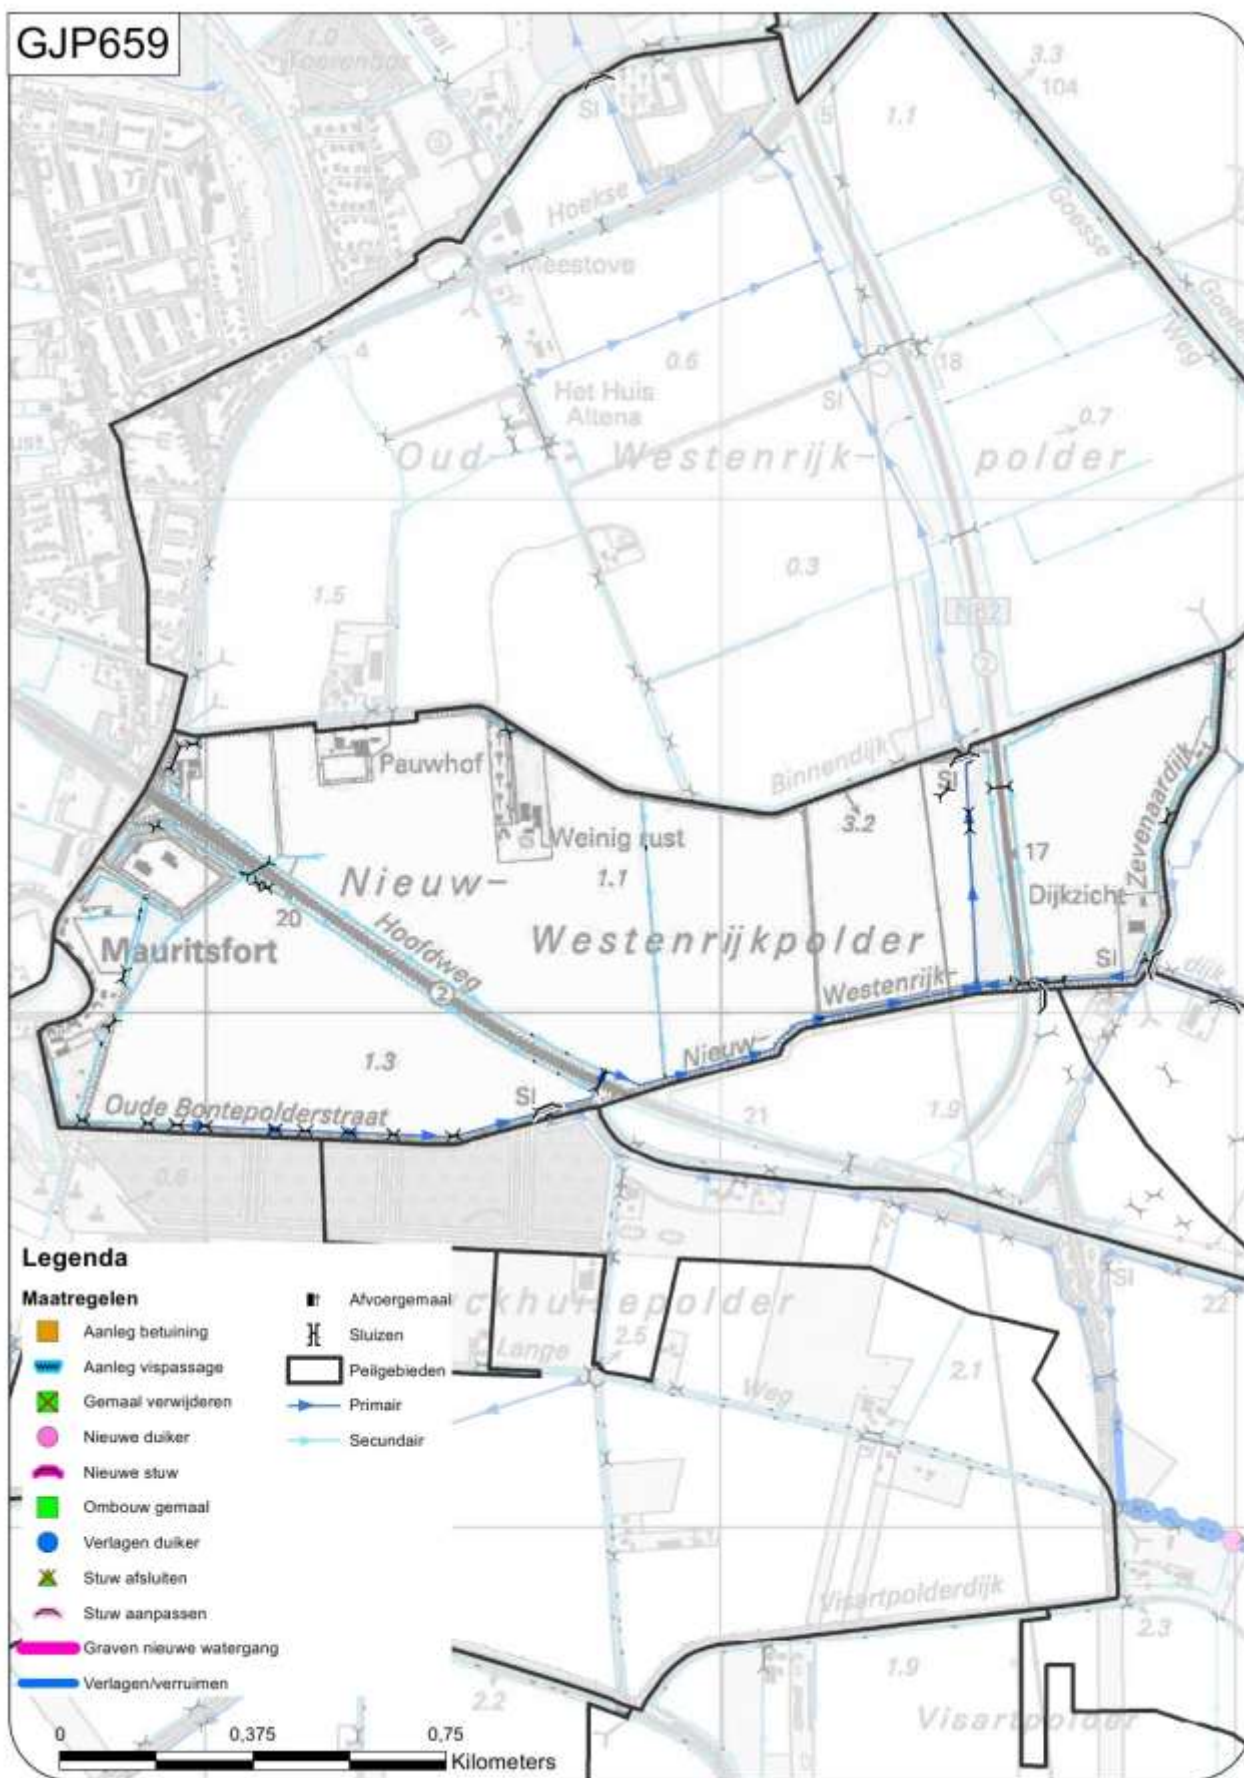 GJP659
1.0
3.3
104
1.1
5
SI
Hoekse
Goesse
Weg
Meestove
4
0.6
18
Het Huis
Altena
SI
0.7
Oud
Westenrijk-
polder
1.5
0.3
N62
2
Pauwhof
Binnendijk
SI
3.2
Zevenaardijk
Weinig rust
17
Nieuw-
1.1
Dijkzicht
20
Hoofdweg
Westenrijkpolder
Mauritsfort
SI
dijk
2
Westenrijk-
Nieuw-
1.3
SI
Oude Bontepolderstraat
21
1.9
0.6
SI
22
Legenda
Maatregelen
Aanleg betuining
Aanleg vispassage
Gemaal verwijderen
Nieuwe duiker
Nieuwe stuw
Ombouw gemaal
Verlagen duiker
Stuw afsluiten
Stuw aanpassen
Graven nieuwe watergang
Verlagen/verruimen
Afvoergemaal
Sluizen
Peilgebieden
Primair
Secundair
Lange
2.5
Weg
2.1
Visartpolderdijk
2.3
1.9
2.2
Visartpolder
0 0,375 0,75
Kilometers